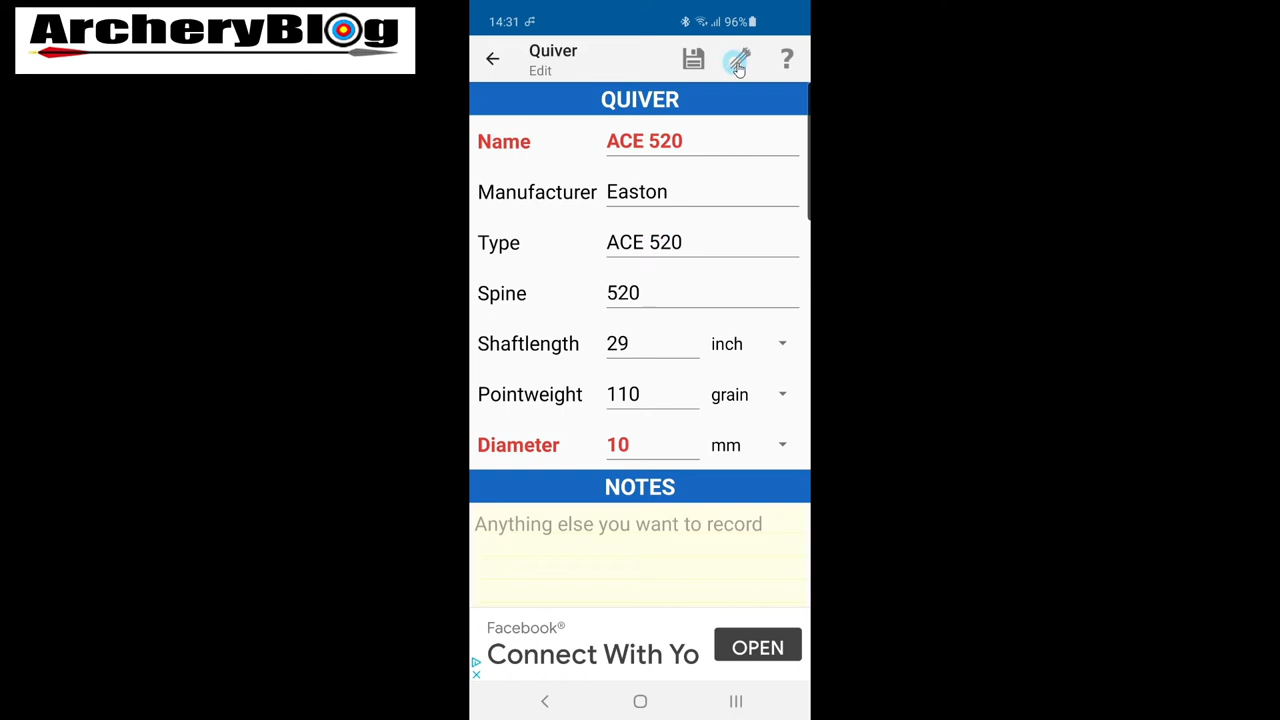 ArcheryBlog
14:31
96%
Quiver
Edit
?
QUIVER
Name ACE 520
Manufacturer Easton
Type ACE 520
Spine 520
Shaftlength 29 inch
Pointweight 110 grain
Diameter 10 mm
NOTES
Anything else you want to record
Facebook®
Connect With Yo
OPEN